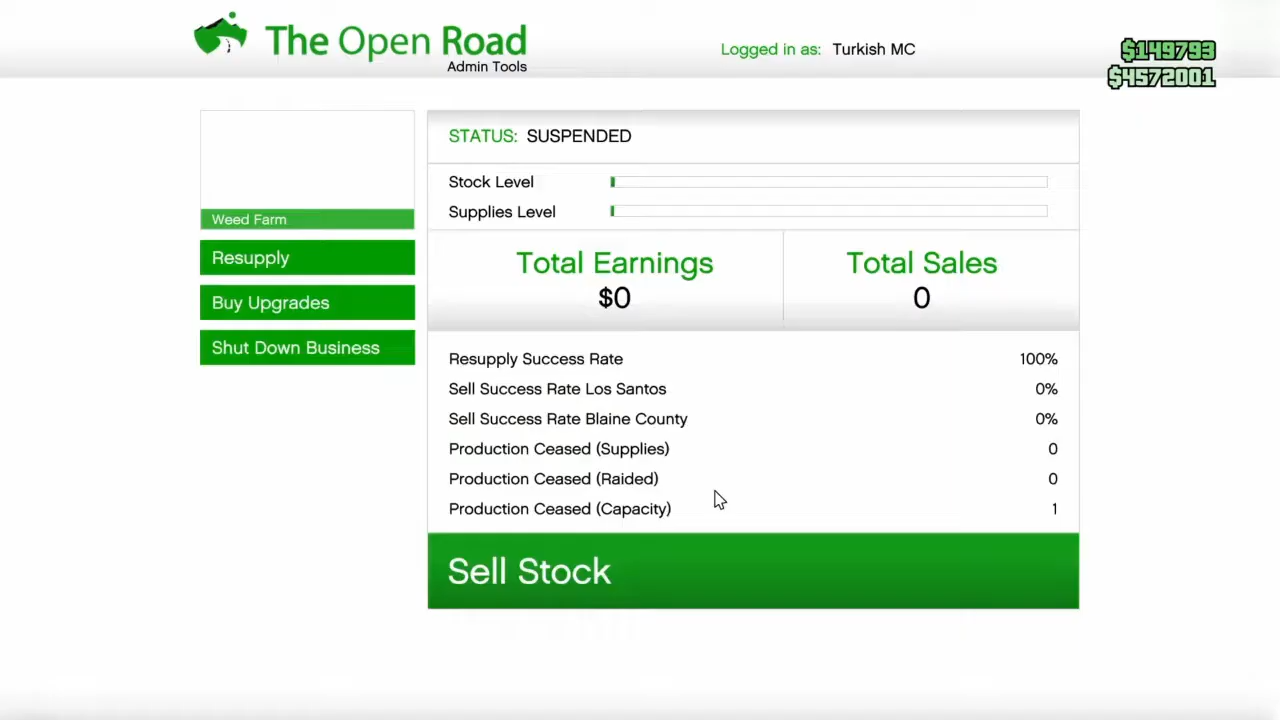 The Open Road
Admin Tools
Logged in as: Turkish MC
$149793
$4572001
Weed Farm
Resupply
Buy Upgrades
Shut Down Business
STATUS: SUSPENDED
Stock Level
Supplies Level
Total Earnings
$0
Total Sales
0
Resupply Success Rate 100%
Sell Success Rate Los Santos 0%
Sell Success Rate Blaine County 0%
Production Ceased (Supplies) 0
Production Ceased (Raided) 0
Production Ceased (Capacity) 1
Sell Stock